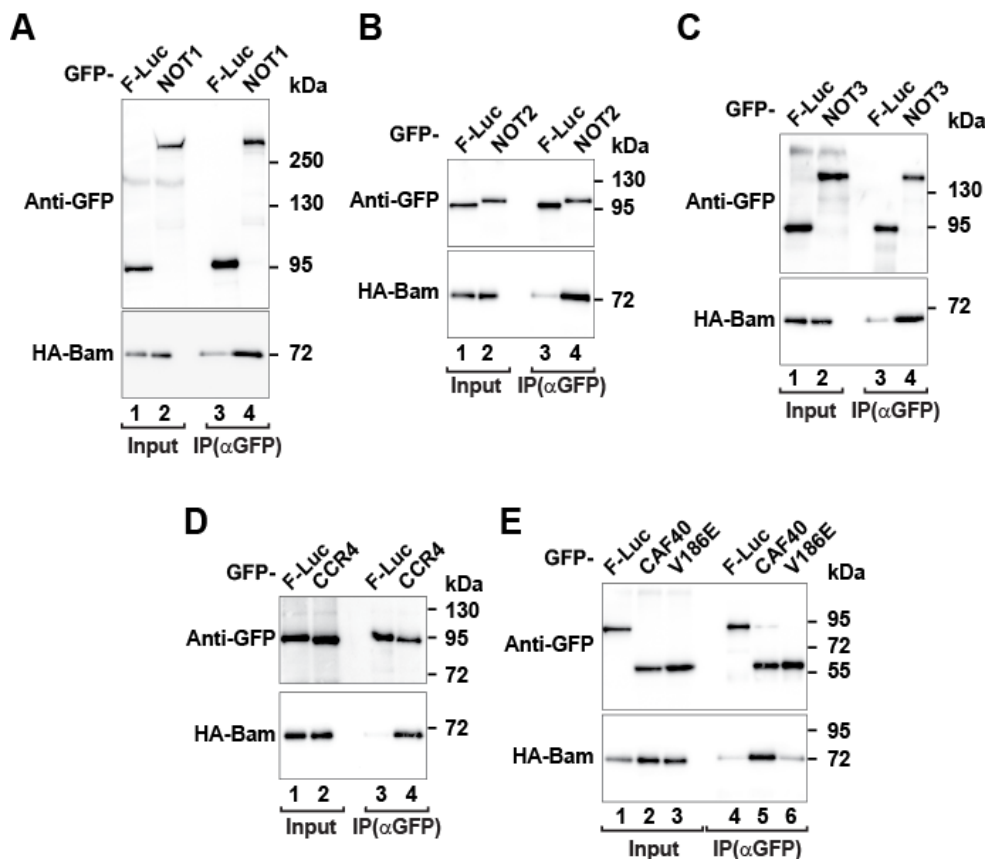 A
GFP- F-Luc NOT1 F-Luc NOT1 kDa
Anti-GFP
250
130
95
HA-Bam 72
1 2 3 4
Input IP(αGFP)
B
GFP- F-Luc NOT2 F-Luc NOT2 kDa
Anti-GFP
130
95
HA-Bam 72
1 2 3 4
Input IP(αGFP)
C
GFP- F-Luc NOT3 F-Luc NOT3 kDa
Anti-GFP
130
95
72
HA-Bam
1 2 3 4
Input IP(αGFP)
D
GFP- F-Luc CCR4 F-Luc CCR4 kDa
130
Anti-GFP 95
72
HA-Bam 72
1 2 3 4
Input IP(αGFP)
E
GFP- F-Luc CAF40 V186E F-Luc CAF40 V186E kDa
95
Anti-GFP 72
55
95
HA-Bam 72
1 2 3 4 5 6
Input IP(αGFP)